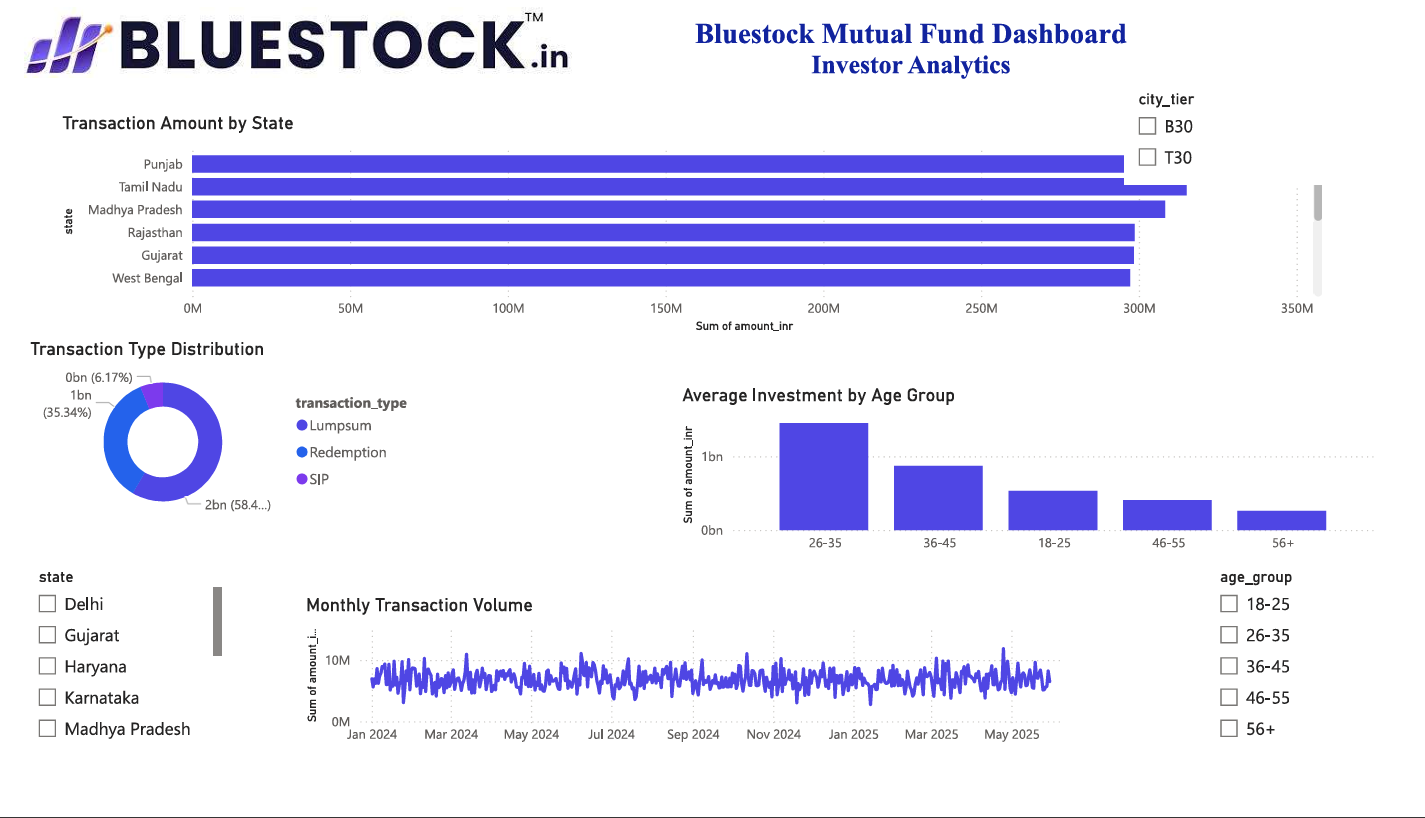 BLUESTOCK.in™
Bluestock Mutual Fund Dashboard
Investor Analytics
city_tier
B30
T30
Transaction Amount by State
state
Punjab
Tamil Nadu
Madhya Pradesh
Rajasthan
Gujarat
West Bengal
0M 50M 100M 150M 200M 250M 300M 350M
Sum of amount_inr
Transaction Type Distribution
0bn (6.17%)
1bn
(35.34%)
2bn (58.4...)
transaction_type
Lumpsum
Redemption
SIP
Average Investment by Age Group
Sum of amount_inr
1bn
0bn
26-35 36-45 18-25 46-55 56+
state
Delhi
Gujarat
Haryana
Karnataka
Madhya Pradesh
Monthly Transaction Volume
Sum of amount_i...
10M
0M
Jan 2024 Mar 2024 May 2024 Jul 2024 Sep 2024 Nov 2024 Jan 2025 Mar 2025 May 2025
age_group
18-25
26-35
36-45
46-55
56+